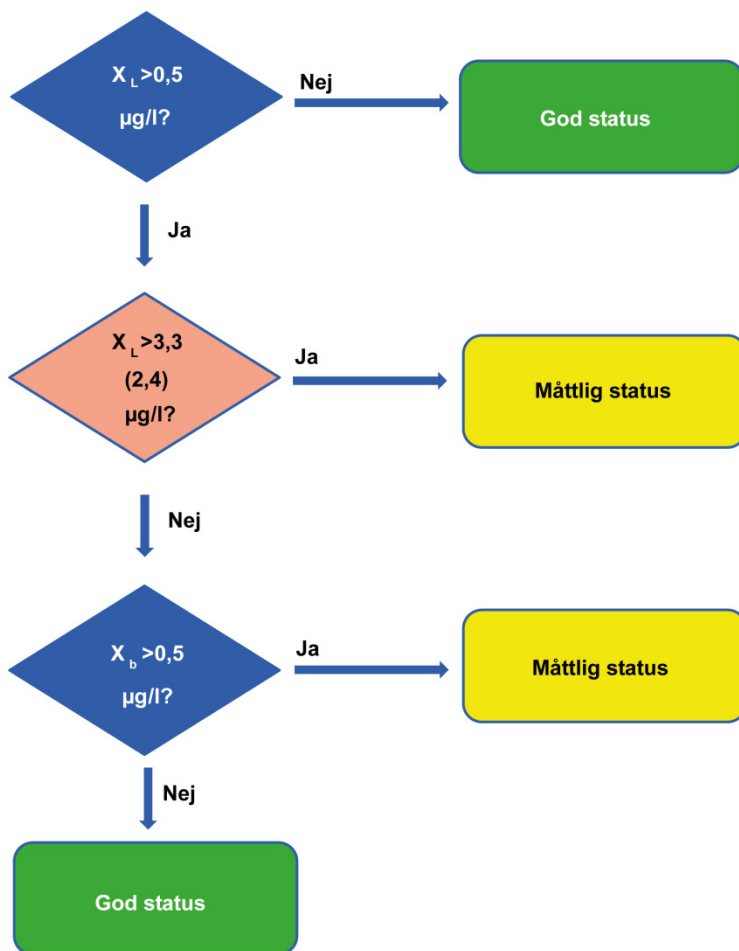 X L >0,5
µg/l?
Nej
God status
Ja
X L >3,3
(2,4)
µg/l?
Ja
Måttlig status
Nej
X b >0,5
µg/l?
Ja
Måttlig status
Nej
God status